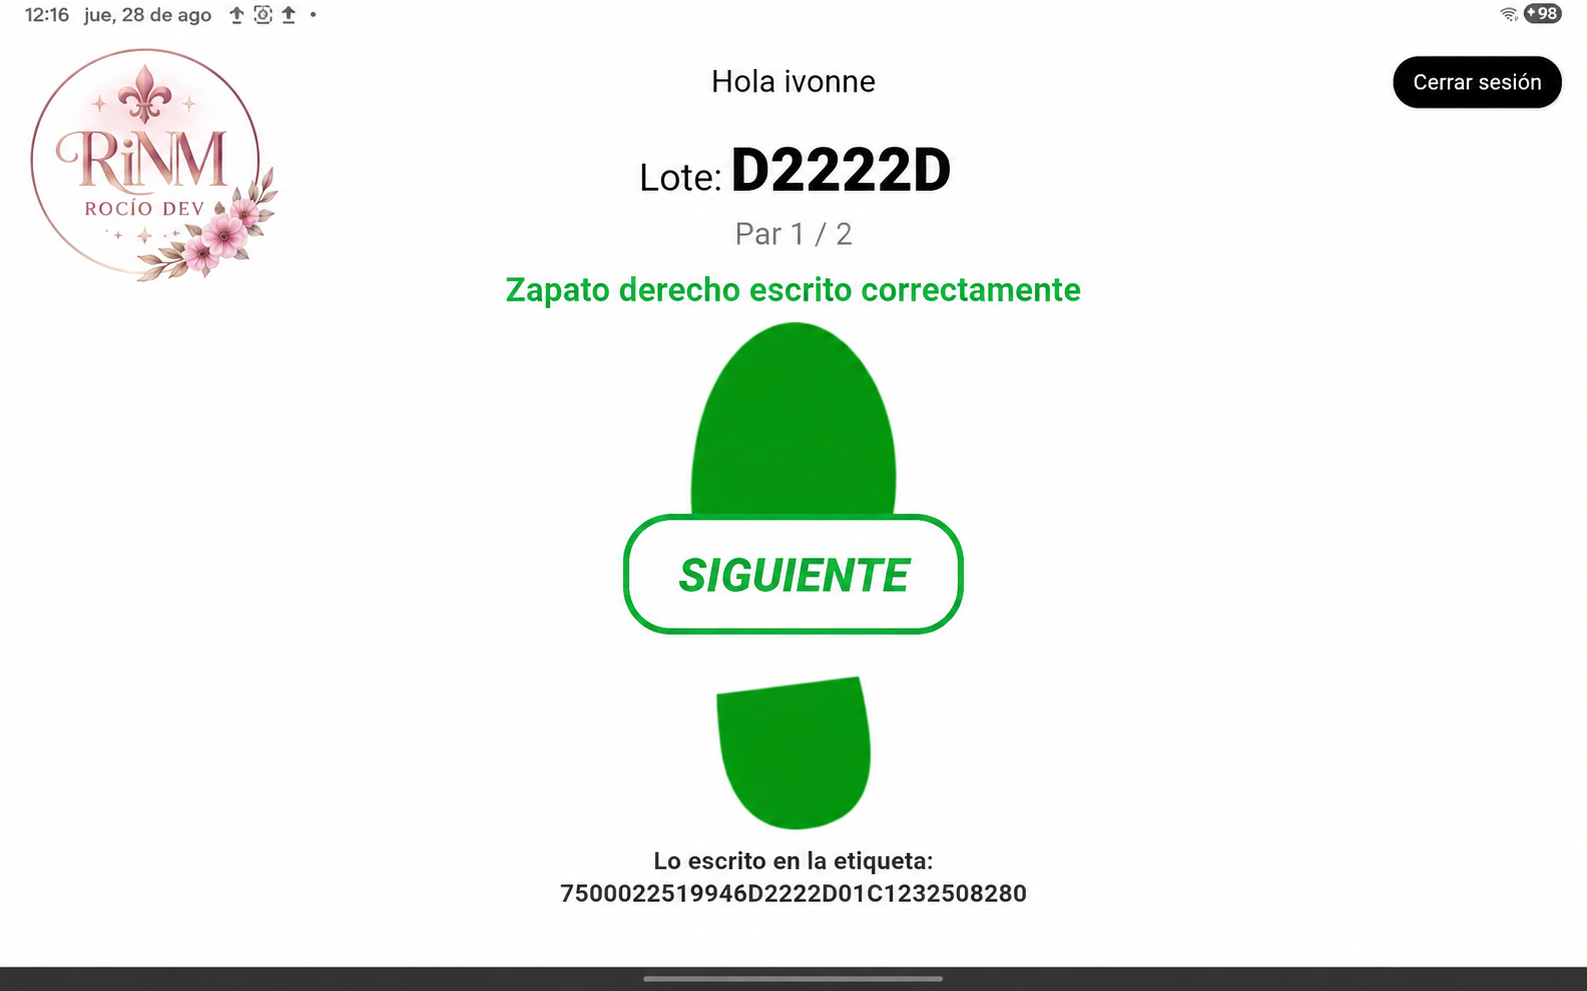 12:16 jue, 28 de ago
98
RiNM
ROCÍO DEV
Hola ivonne
Cerrar sesión
Lote: D2222D
Par 1 / 2
Zapato derecho escrito correctamente
SIGUIENTE
Lo escrito en la etiqueta:
7500022519946D2222D01C1232508280